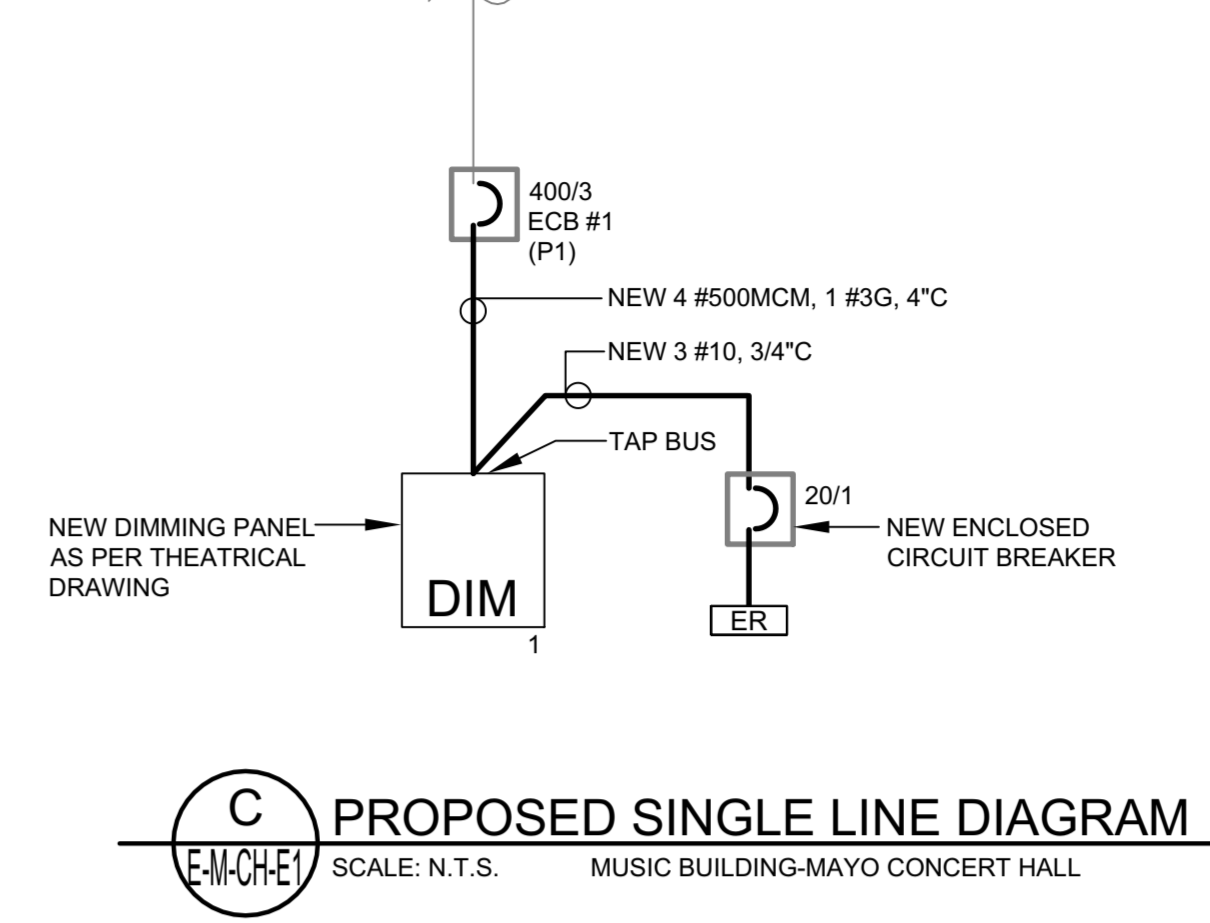 400/3
ECB #1
(P1)
NEW 4 #500MCM, 1 #3G, 4"C
NEW 3 #10, 3/4"C
TAP BUS
20/1
NEW DIMMING PANEL
AS PER THEATRICAL
DRAWING
NEW ENCLOSED
CIRCUIT BREAKER
DIM
1
ER
C
E-M-CH-E1
PROPOSED SINGLE LINE DIAGRAM
SCALE: N.T.S.
MUSIC BUILDING-MAYO CONCERT HALL